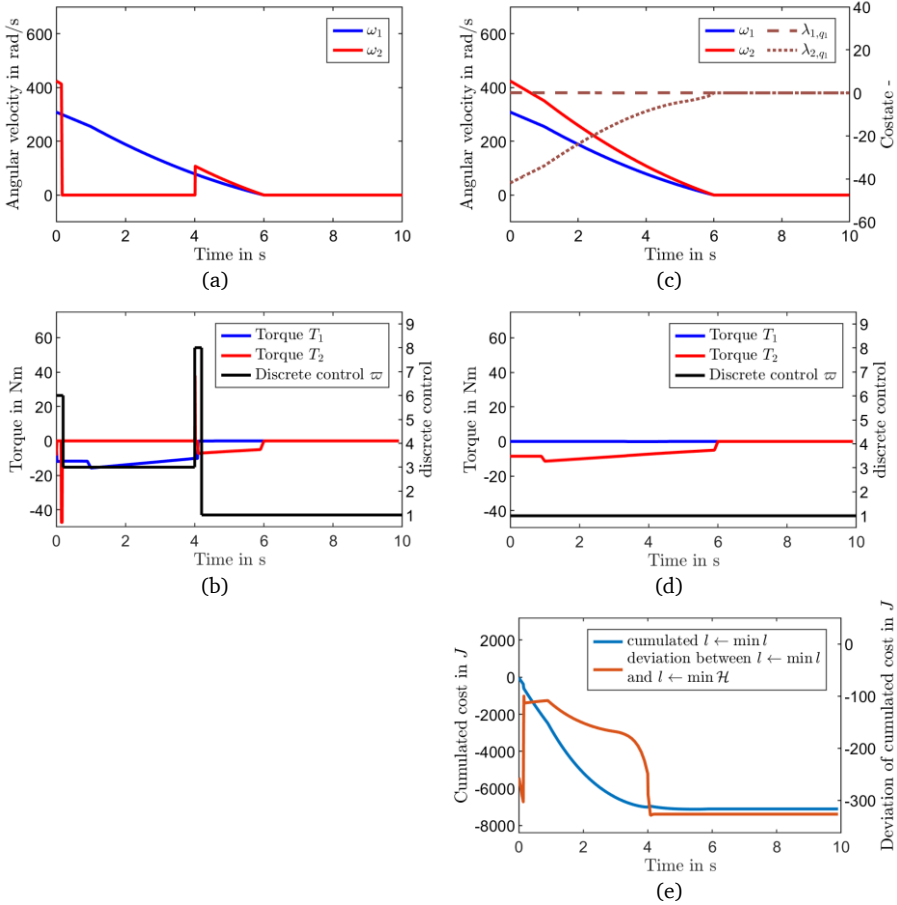 Angular velocity in rad/s
600
400
200
0
ω₁
ω₂
0 2 4 6 8 10
Time in s
(a)
Angular velocity in rad/s
600
400
200
0
ω₁ λ₁,q₁
ω₂ λ₂,q₁
40
20
0
-20
-40
-60
Costate -
0 2 4 6 8 10
Time in s
(c)
Torque in Nm
60
40
20
0
-20
-40
Torque T₁
Torque T₂
Discrete control ϖ
9
8
7
6
5
4
3
2
1
discrete control
0 2 4 6 8 10
Time in s
(b)
Torque in Nm
60
40
20
0
-20
-40
Torque T₁
Torque T₂
Discrete control ϖ
9
8
7
6
5
4
3
2
1
discrete control
0 2 4 6 8 10
Time in s
(d)
Cumulated cost in J
2000
0
-2000
-4000
-6000
-8000
cumulated l ← min l
deviation between l ← min l
and l ← min ℋ
0
-100
-200
-300
Deviation of cumulated cost in J
0 2 4 6 8 10
Time in s
(e)